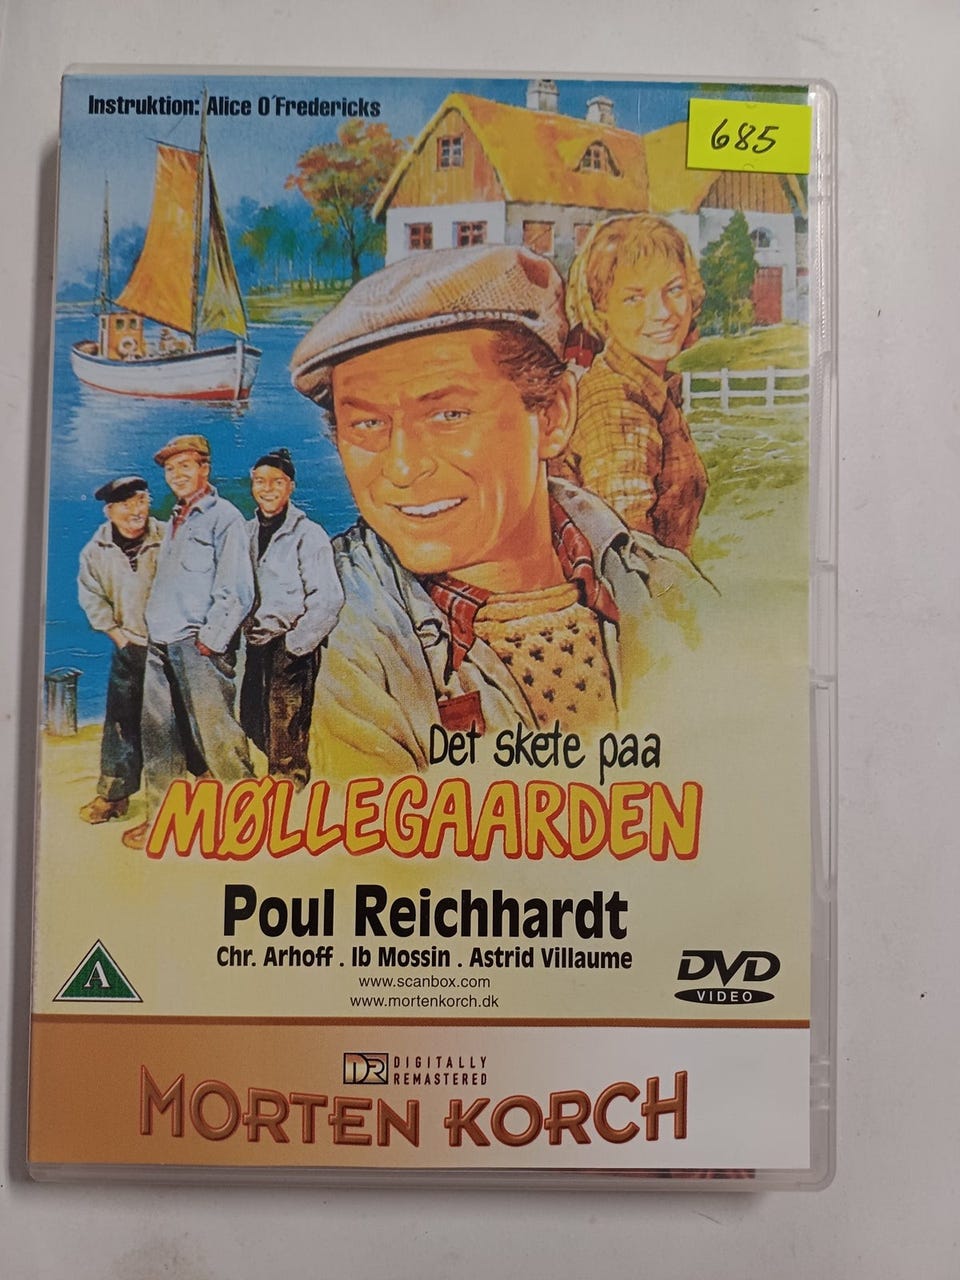 Instruktion: Alice O´Fredericks
685
Det skete paa
MØLLEGAARDEN
Poul Reichhardt
Chr. Arhoff . Ib Mossin . Astrid Villaume
www.scanbox.com
www.mortenkorch.dk
A
DVD
VIDEO
DR DIGITALLY
REMASTERED
MORTEN KORCH